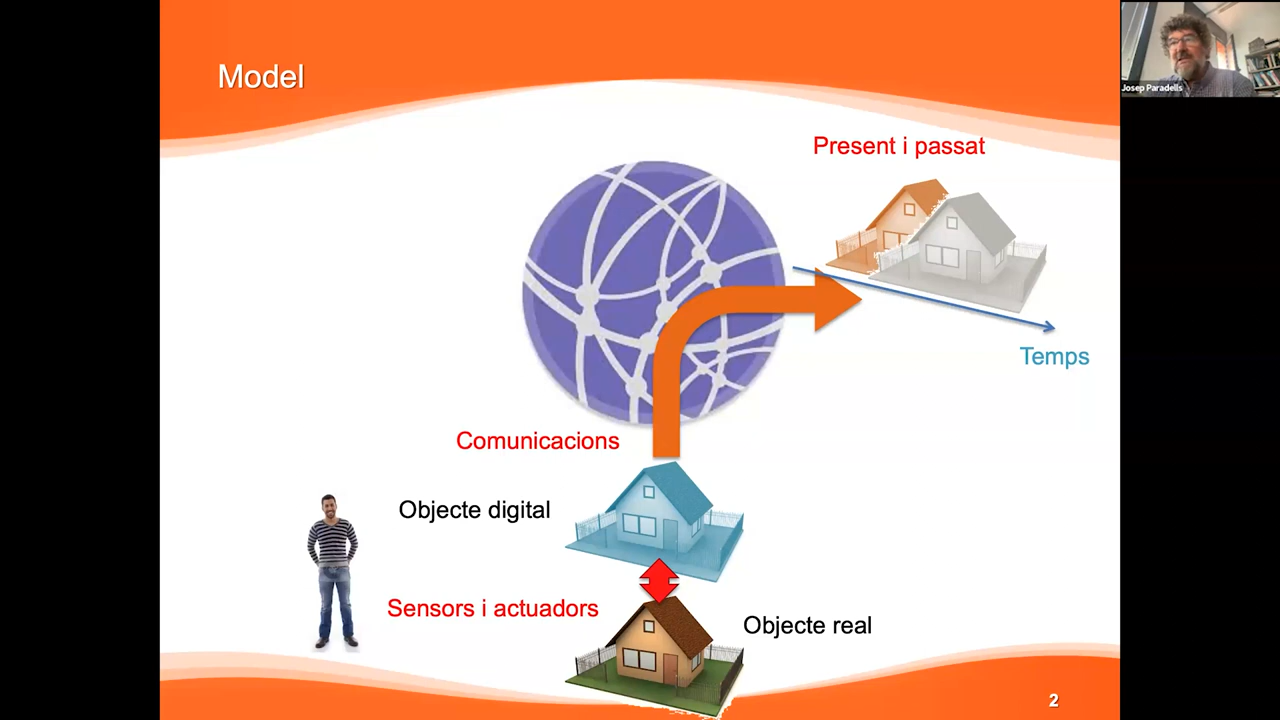 Model
Josep Paradells
Present i passat
Temps
Comunicacions
Objecte digital
Sensors i actuadors
Objecte real
2